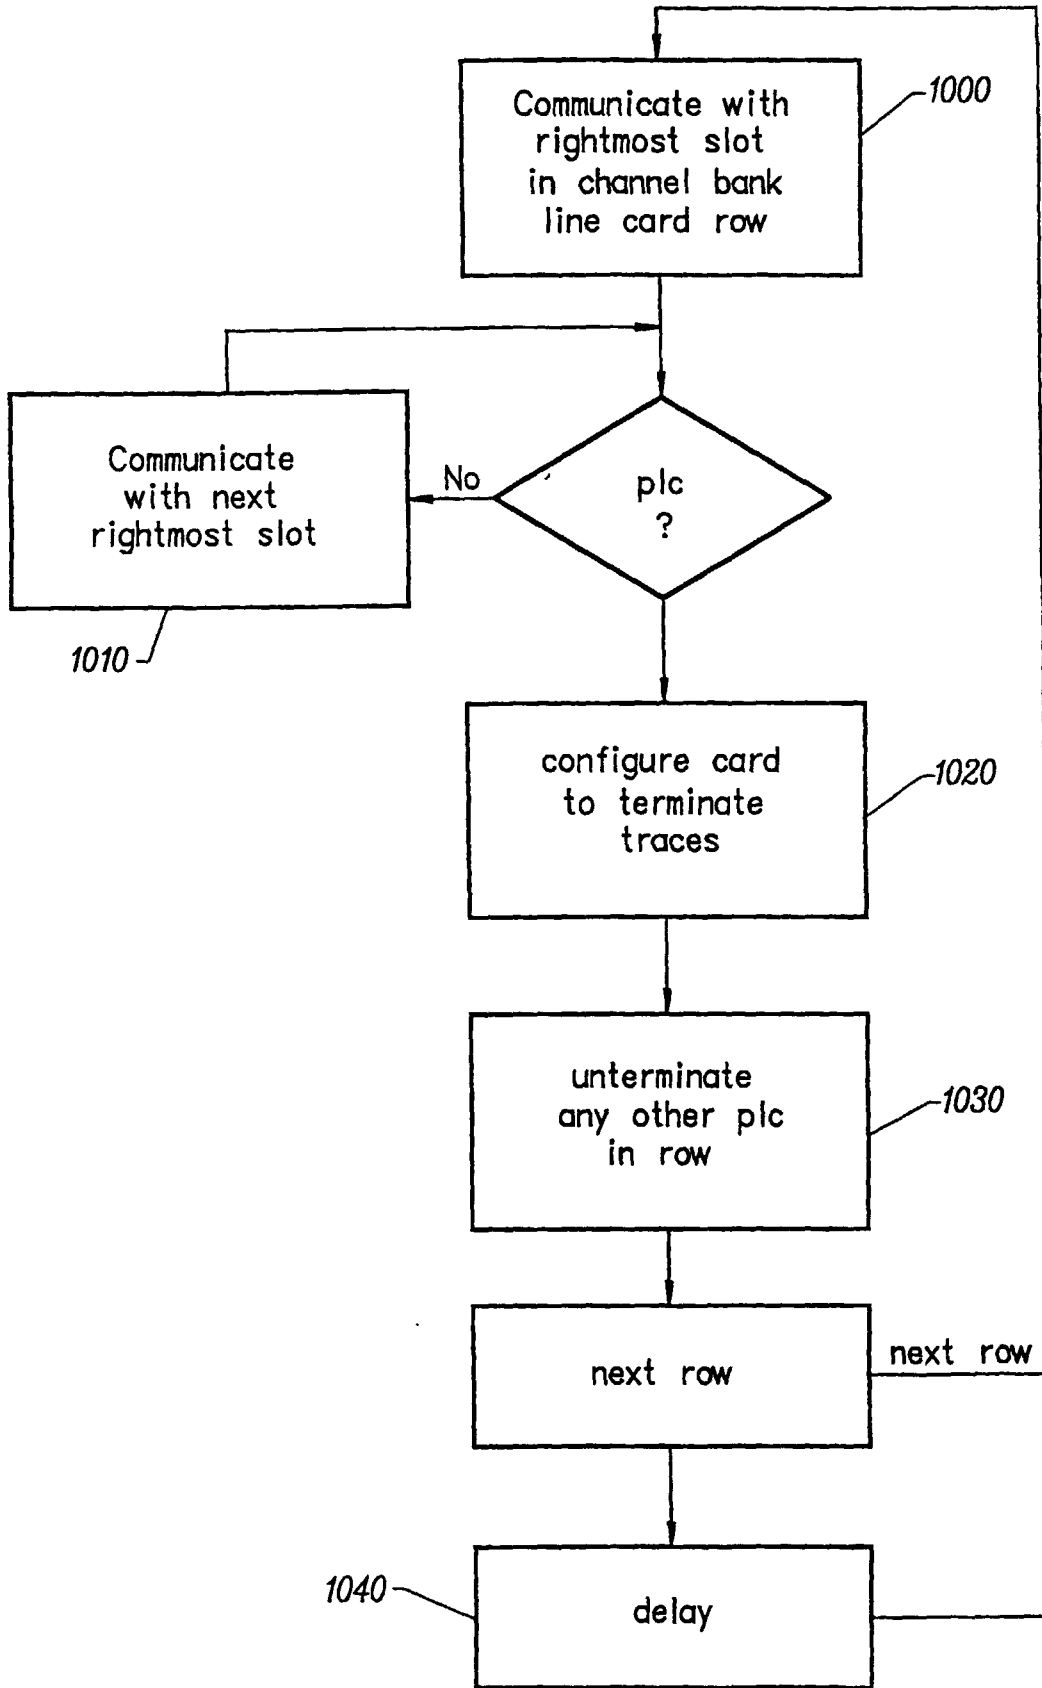 Communicate with
rightmost slot
in channel bank
line card row
1000
Communicate
with next
rightmost slot
1010
No
plc
?
configure card
to terminate
traces
1020
unterminate
any other plc
in row
1030
next row
next row
delay
1040